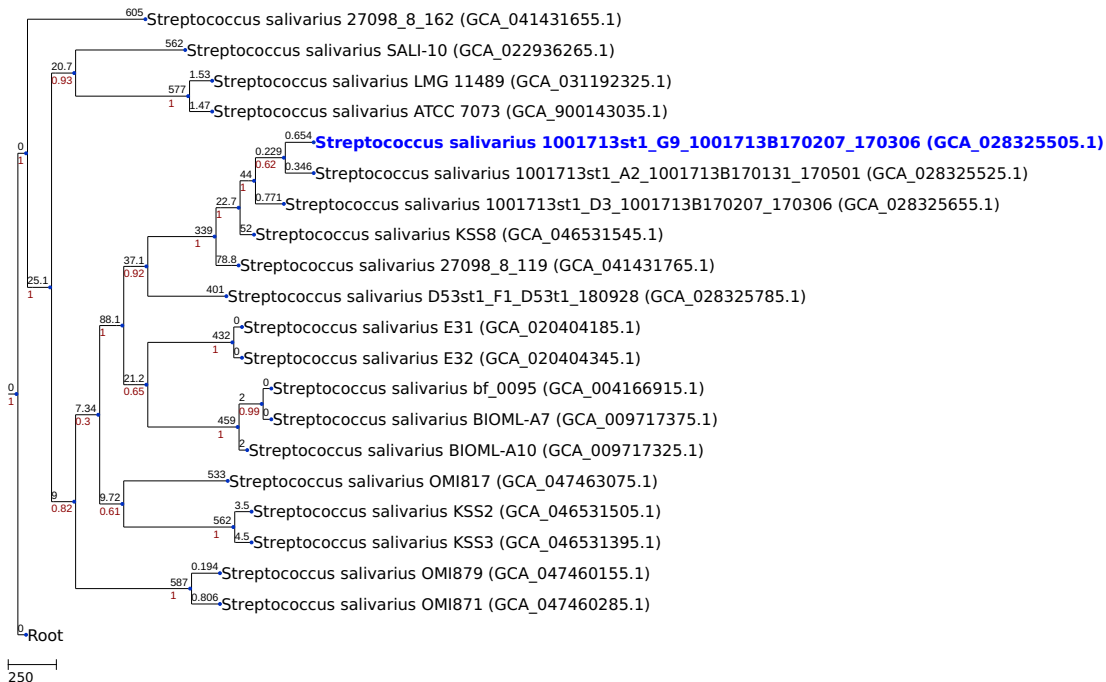 605 Streptococcus salivarius 27098_8_162 (GCA_041431655.1)
562 Streptococcus salivarius SALI-10 (GCA_022936265.1)
20.7
0.93
1.53 Streptococcus salivarius LMG 11489 (GCA_031192325.1)
577
1
1.47 Streptococcus salivarius ATCC 7073 (GCA_900143035.1)
0.654 Streptococcus salivarius 1001713st1_G9_1001713B170207_170306 (GCA_028325505.1)
0
1
0.229
0.62
0.346 Streptococcus salivarius 1001713st1_A2_1001713B170131_170501 (GCA_028325525.1)
44
1
0.771 Streptococcus salivarius 1001713st1_D3_1001713B170207_170306 (GCA_028325655.1)
22.7
1
52 Streptococcus salivarius KSS8 (GCA_046531545.1)
339
1
78.8 Streptococcus salivarius 27098_8_119 (GCA_041431765.1)
37.1
0.92
25.1
1
401 Streptococcus salivarius D53st1_F1_D53t1_180928 (GCA_028325785.1)
88.1
1
0 Streptococcus salivarius E31 (GCA_020404185.1)
432
1
0 Streptococcus salivarius E32 (GCA_020404345.1)
21.2
0.65
0 Streptococcus salivarius bf_0095 (GCA_004166915.1)
0
1
2
0.99
0 Streptococcus salivarius BIOML-A7 (GCA_009717375.1)
7.34
0.3
459
1
2 Streptococcus salivarius BIOML-A10 (GCA_009717325.1)
533 Streptococcus salivarius OMI817 (GCA_047463075.1)
9
0.82
9.72
0.61
3.5 Streptococcus salivarius KSS2 (GCA_046531505.1)
562
1
4.5 Streptococcus salivarius KSS3 (GCA_046531395.1)
0.194 Streptococcus salivarius OMI879 (GCA_047460155.1)
587
1
0.806 Streptococcus salivarius OMI871 (GCA_047460285.1)
0 Root
250